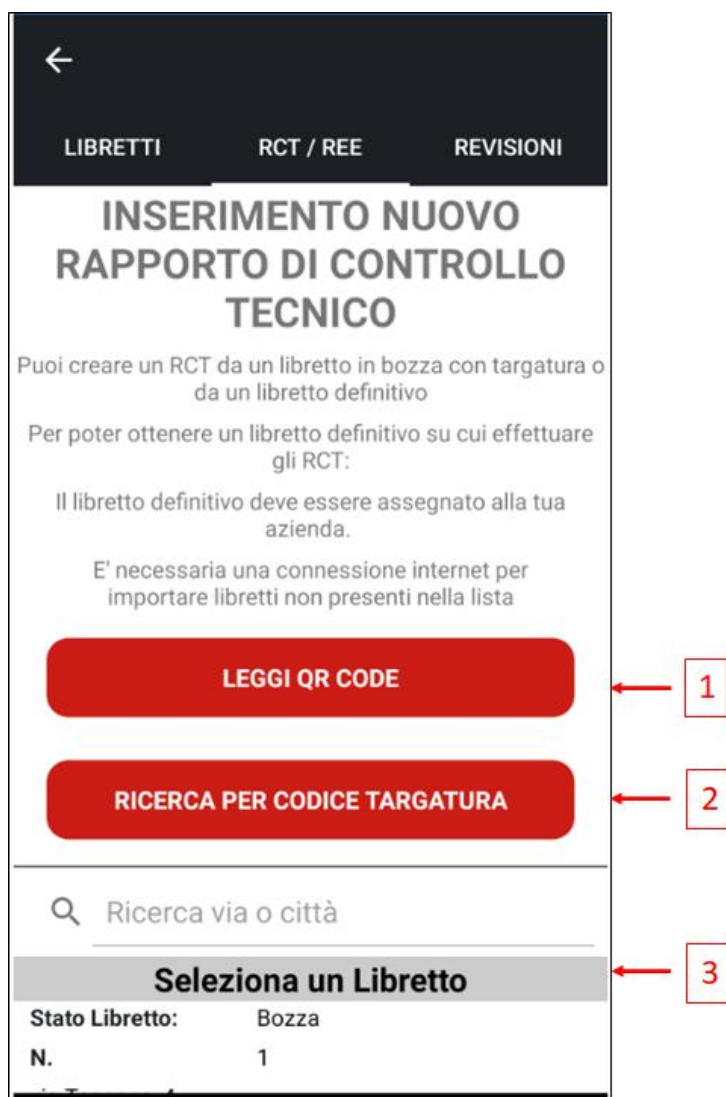 LIBRETTI RCT / REE REVISIONI
INSERIMENTO NUOVO
RAPPORTO DI CONTROLLO
TECNICO
Puoi creare un RCT da un libretto in bozza con targatura o
da un libretto definitivo
Per poter ottenere un libretto definitivo su cui effettuare
gli RCT:
Il libretto definitivo deve essere assegnato alla tua
azienda.
E' necessaria una connessione internet per
importare libretti non presenti nella lista
LEGGI QR CODE
1
RICERCA PER CODICE TARGATURA
2
Ricerca via o città
Seleziona un Libretto
3
Stato Libretto: Bozza
N. 1